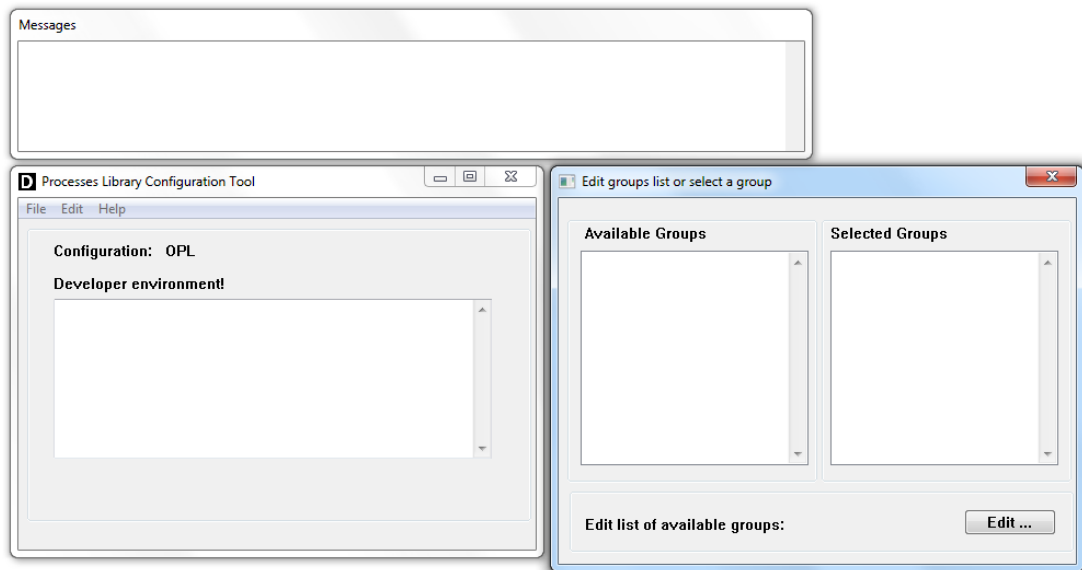 Messages
D Processes Library Configuration Tool
File Edit Help
Configuration: OPL
Developer environment!
Edit groups list or select a group
Available Groups
Selected Groups
Edit list of available groups:
Edit ...